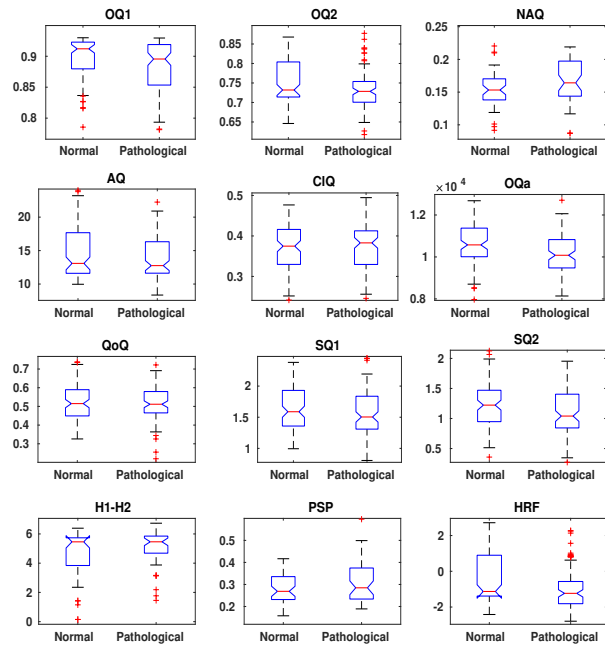 OQ1 OQ2 NAQ
0.9 0.85 0.8
0.85 0.8 0.75 0.7 0.65
0.2 0.15 0.1
Normal Pathological Normal Pathological Normal Pathological
AQ CIQ OQa
20 15 10
0.5 0.4 0.3
× 10 4
1.2 1 0.8
Normal Pathological Normal Pathological Normal Pathological
QoQ SQ1 SQ2
0.7 0.6 0.5 0.4 0.3
2 1.5 1
2 1.5 1 0.5
Normal Pathological Normal Pathological Normal Pathological
H1-H2 PSP HRF
6 4 2 0
0.5 0.4 0.3 0.2
2 0 -2
Normal Pathological Normal Pathological Normal Pathological